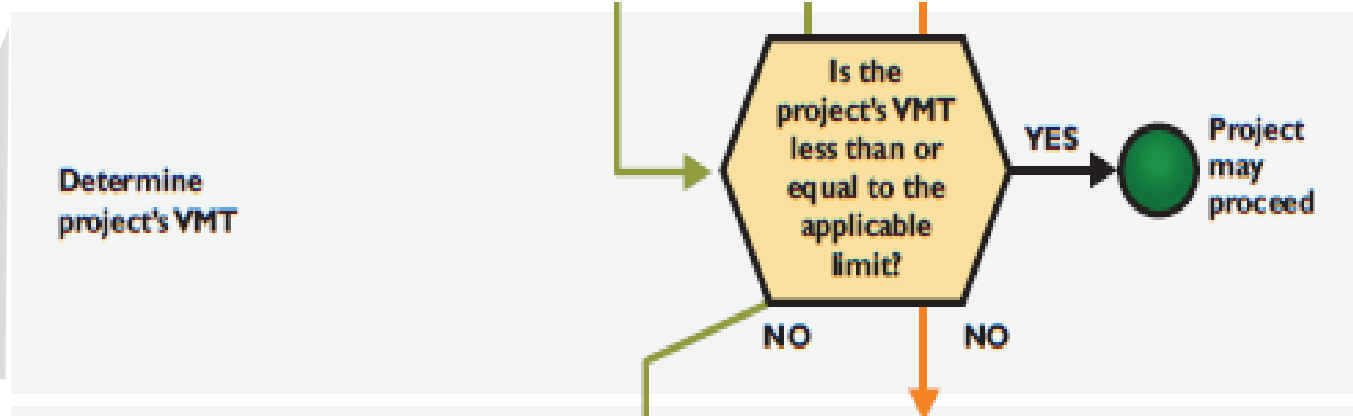 Determine
project's VMT
Is the
project's VMT
less than or
equal to the
applicable
limit?
YES
Project
may
proceed
NO
NO